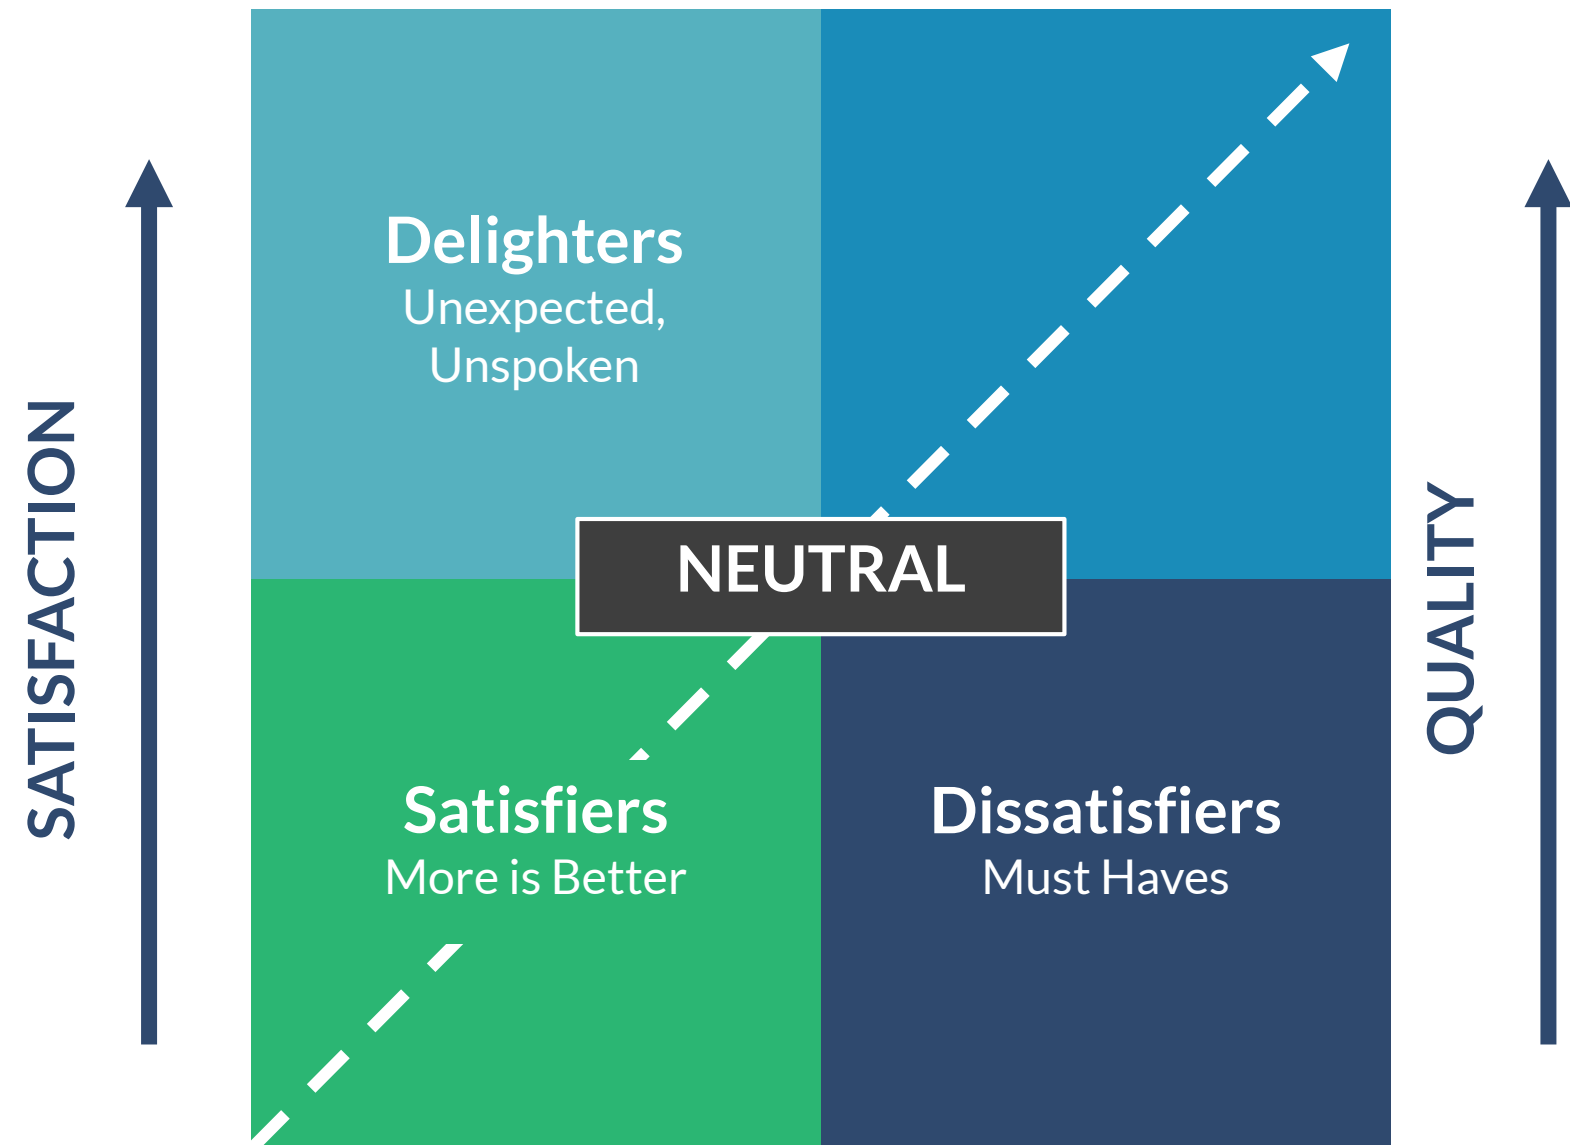 Delighters
Unexpected,
Unspoken
SATISFACTION
NEUTRAL
QUALITY
Satisfiers
More is Better
Dissatisfiers
Must Haves